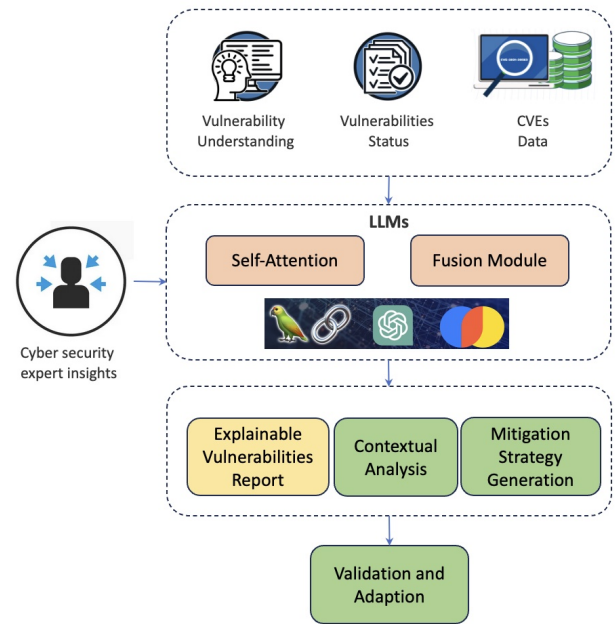 Vulnerability
Understanding
Vulnerabilities
Status
CVEs
Data
LLMs
Self-Attention
Fusion Module
Cyber security
expert insights
Explainable
Vulnerabilities
Report
Contextual
Analysis
Mitigation
Strategy
Generation
Validation and
Adaption